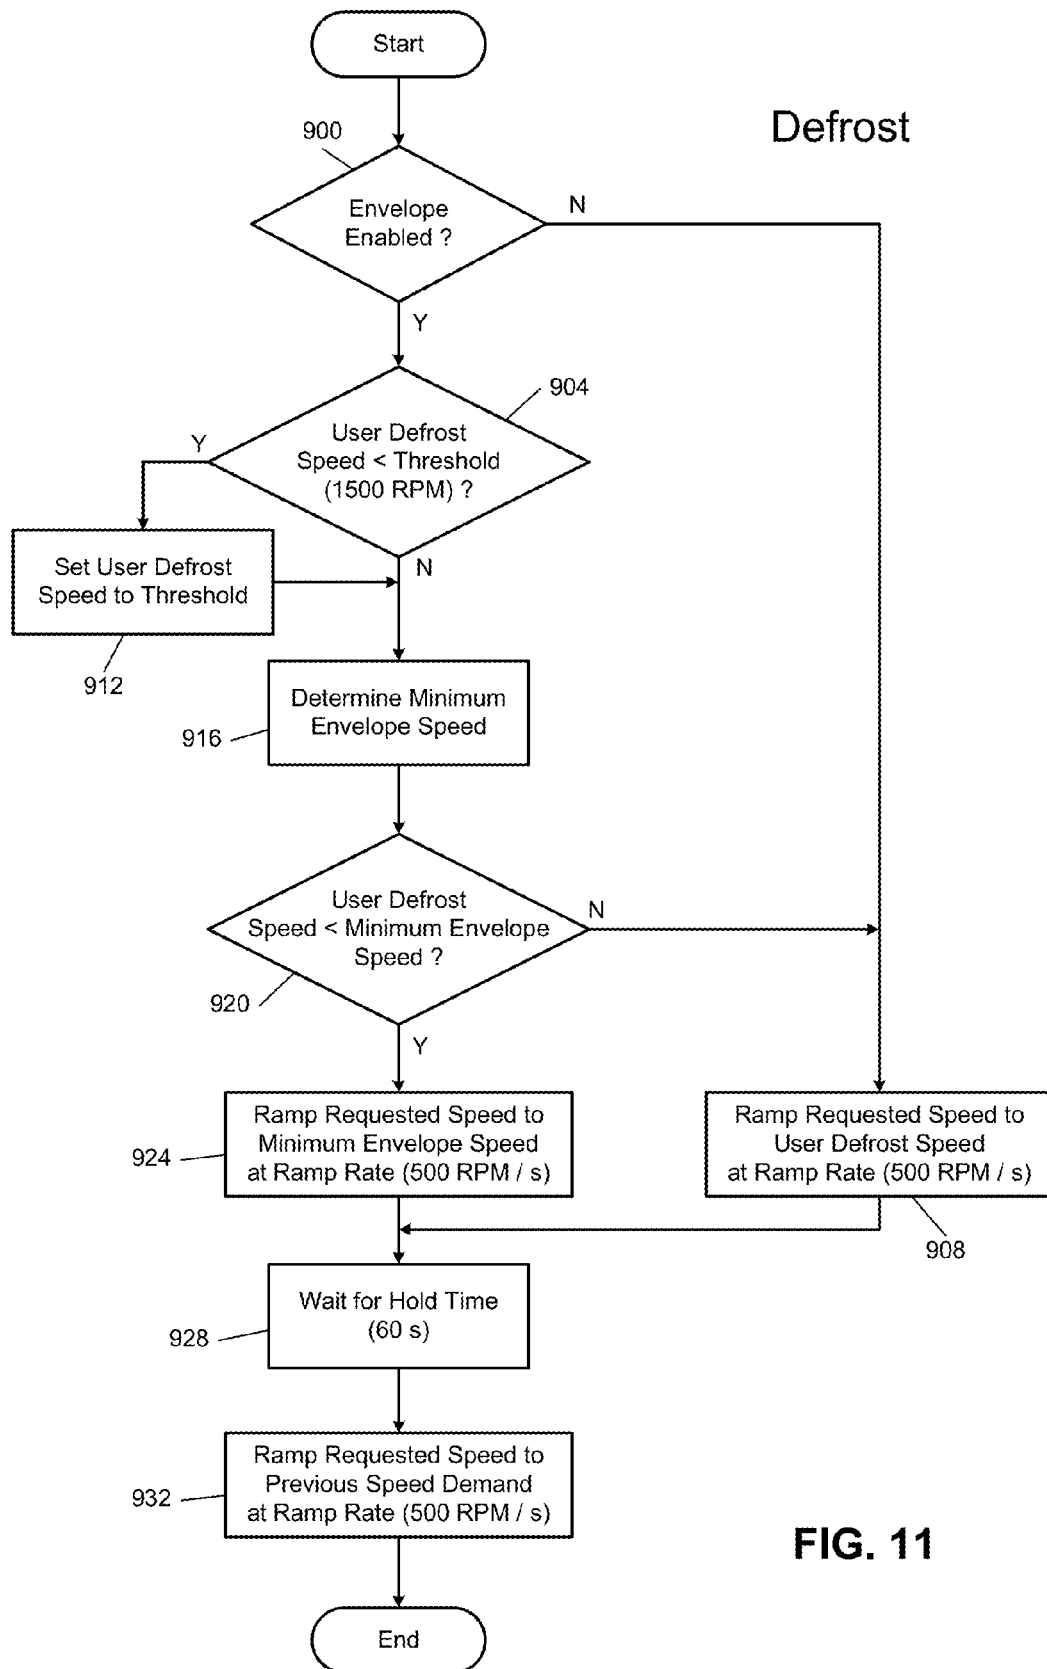 Start
Defrost
900
Envelope
Enabled ?
N
Y
904
User Defrost
Speed < Threshold
(1500 RPM) ?
Y
N
Set User Defrost
Speed to Threshold
912
Determine Minimum
Envelope Speed
916
User Defrost
Speed < Minimum Envelope
Speed ?
N
920
Y
Ramp Requested Speed to
Minimum Envelope Speed
at Ramp Rate (500 RPM / s)
924
Ramp Requested Speed to
User Defrost Speed
at Ramp Rate (500 RPM / s)
908
Wait for Hold Time
(60 s)
928
Ramp Requested Speed to
Previous Speed Demand
at Ramp Rate (500 RPM / s)
932
FIG. 11
End